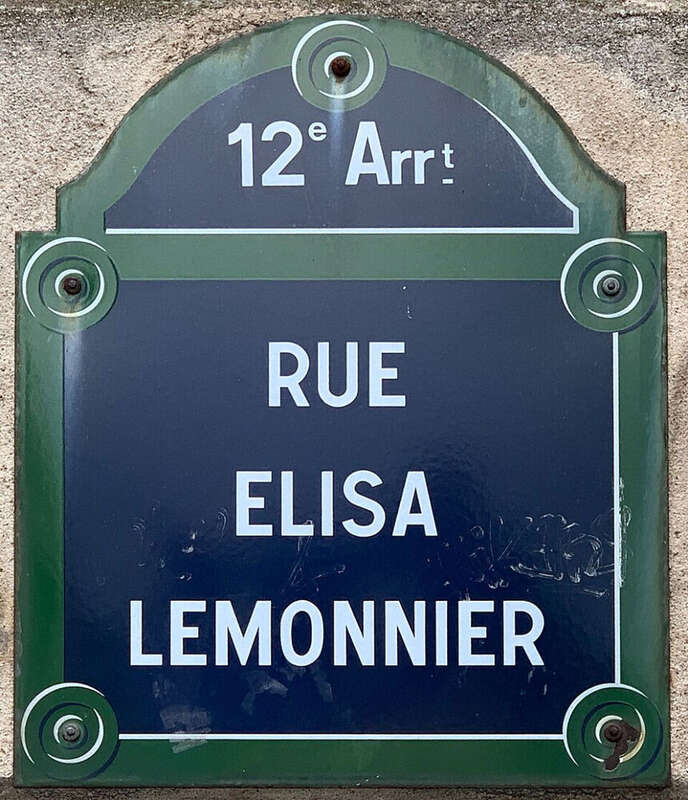 12e Arrt
RUE
ELISA
LEMONNIER